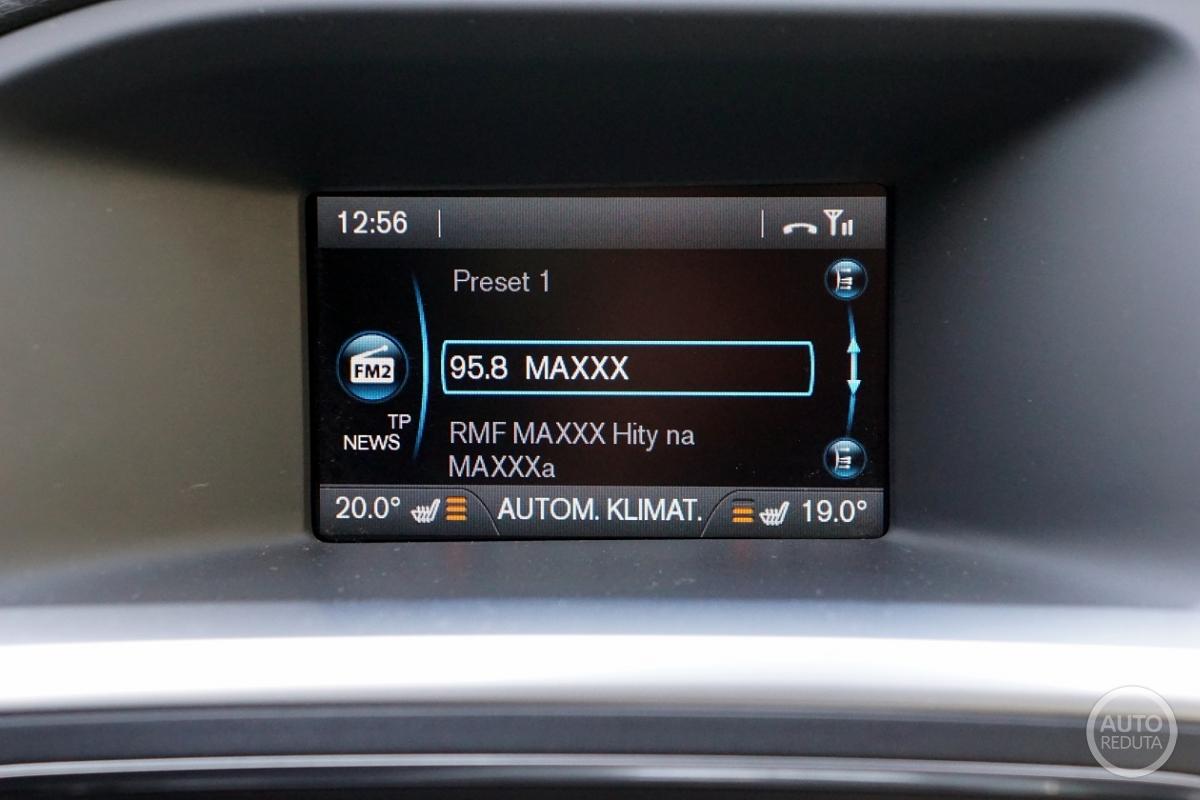 12:56
Preset 1
FM2
95.8 MAXXX
TP
NEWS
RMF MAXXX Hity na
MAXXXa
20.0° AUTOM. KLIMAT. 19.0°
AUTO
REDUTA